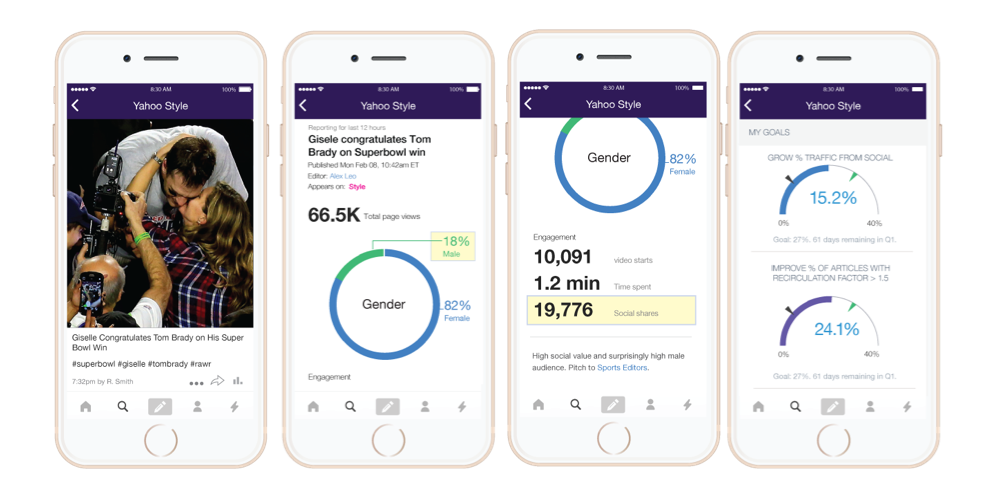 8:30 AM
100%
Yahoo Style
Giselle Congratulates Tom Brady on His Super
Bowl Win
#superbowl #giselle #tombrady #rawr
7:32pm by R. Smith
8:30 AM
100%
Yahoo Style
Reporting for last 12 hours
Gisele congratulates Tom
Brady on Superbowl win
Published Mon Feb 08, 10:42am ET
Editor: Alex Leo
Appears on: Style
66.5K Total page views
18%
Male
Gender
82%
Female
Engagement
8:30 AM
100%
Yahoo Style
Gender
82%
Female
Engagement
10,091 video starts
1.2 min Time spent
19,776 Social shares
High social value and surprisingly high male
audience. Pitch to Sports Editors.
8:30 AM
100%
Yahoo Style
MY GOALS
GROW % TRAFFIC FROM SOCIAL
15.2%
0%
40%
Goal: 27%. 61 days remaining in Q1.
IMPROVE % OF ARTICLES WITH
RECIRCULATION FACTOR > 1.5
24.1%
0%
40%
Goal: 27%. 61 days remaining in Q1.